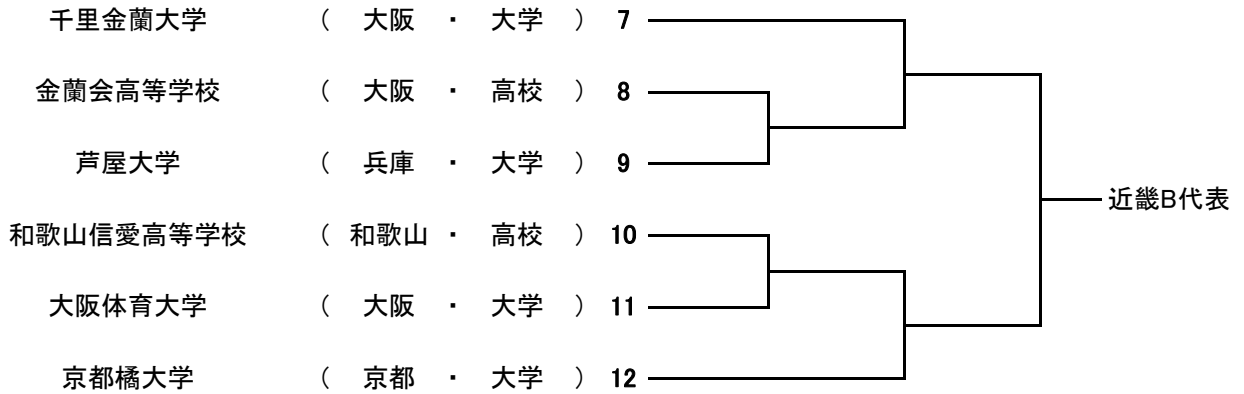 千里金蘭大学 ( 大阪 ・ 大学 ) 7
金蘭会高等学校 ( 大阪 ・ 高校 ) 8
芦屋大学 ( 兵庫 ・ 大学 ) 9
近畿B代表
和歌山信愛高等学校 ( 和歌山 ・ 高校 ) 10
大阪体育大学 ( 大阪 ・ 大学 ) 11
京都橘大学 ( 京都 ・ 大学 ) 12